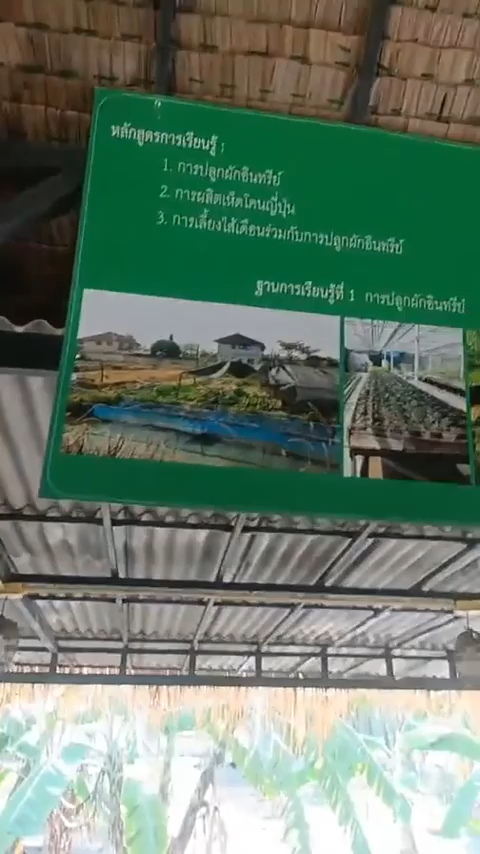 หลักสูตรการเรียนรู้ :
1. การปลูกผักอินทรีย์
2. การผลิตเห็ดโคนญี่ปุ่น
3. การเลี้ยงไส้เดือนร่วมกับการปลูกผักอินทรีย์
ฐานการเรียนรู้ที่ 1 การปลูกผักอินทรีย์